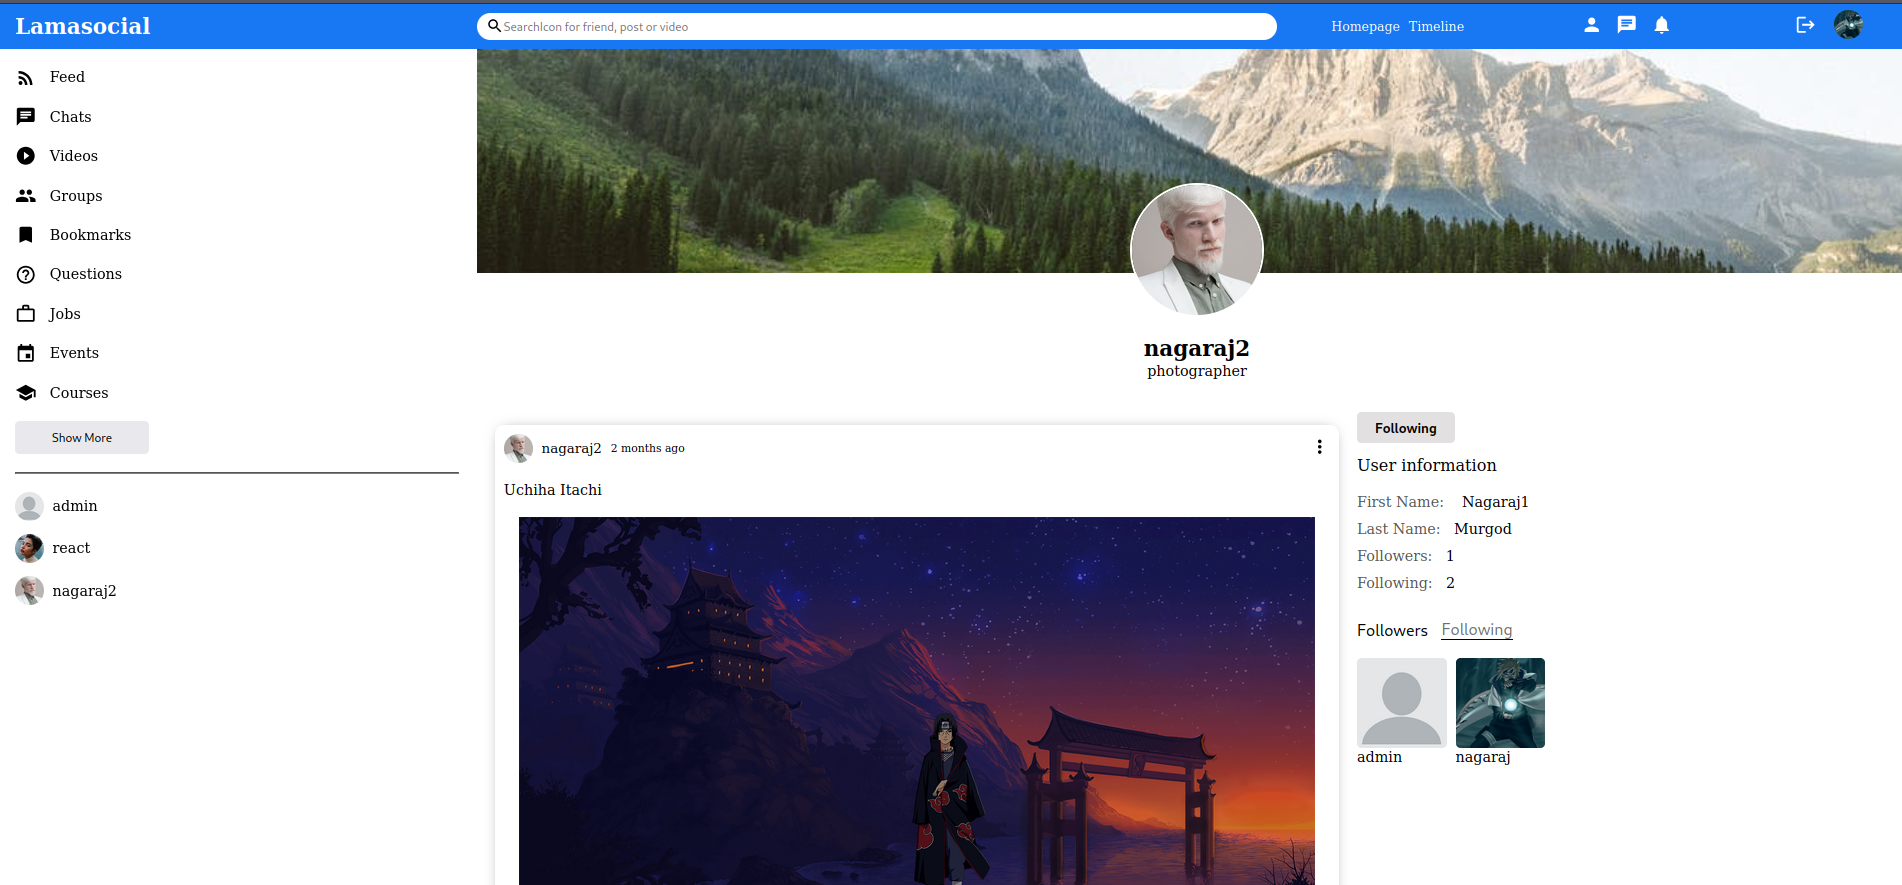 Lamasocial
SearchIcon for friend, post or video
Homepage Timeline
Feed
Chats
Videos
Groups
Bookmarks
Questions
Jobs
Events
Courses
Show More
admin
react
nagaraj2
nagaraj2
photographer
nagaraj2 2 months ago
Uchiha Itachi
Following
User information
First Name: Nagaraj1
Last Name: Murgod
Followers: 1
Following: 2
Followers Following
admin nagaraj